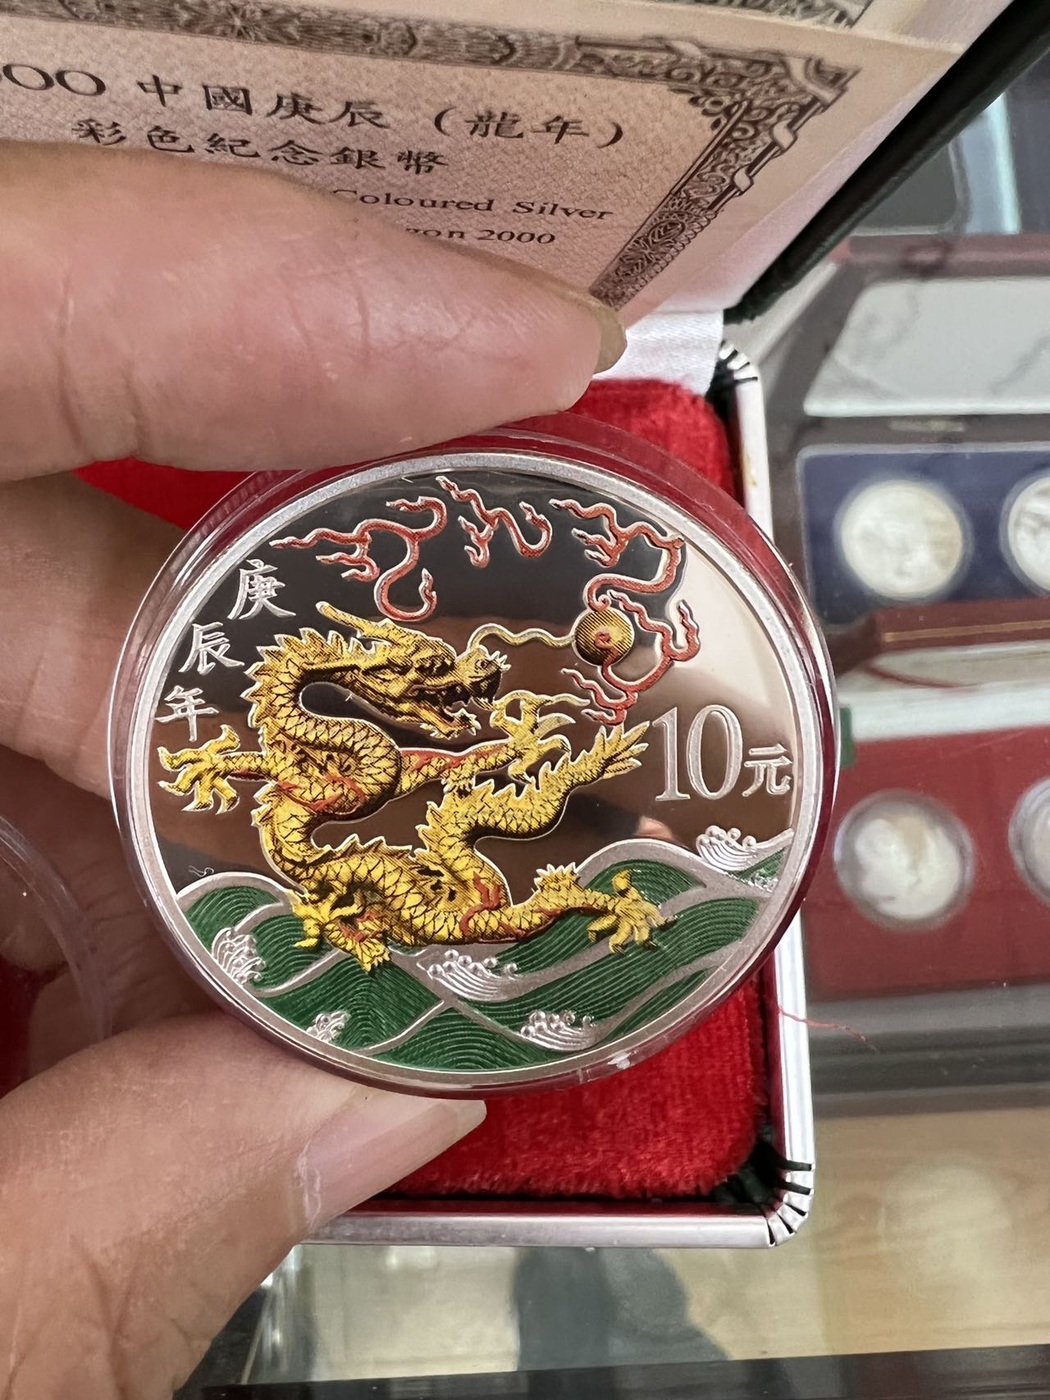 000 中國庚辰（龍年）
彩色紀念銀幣
Coloured Silver
2000
庚
辰
年
10元